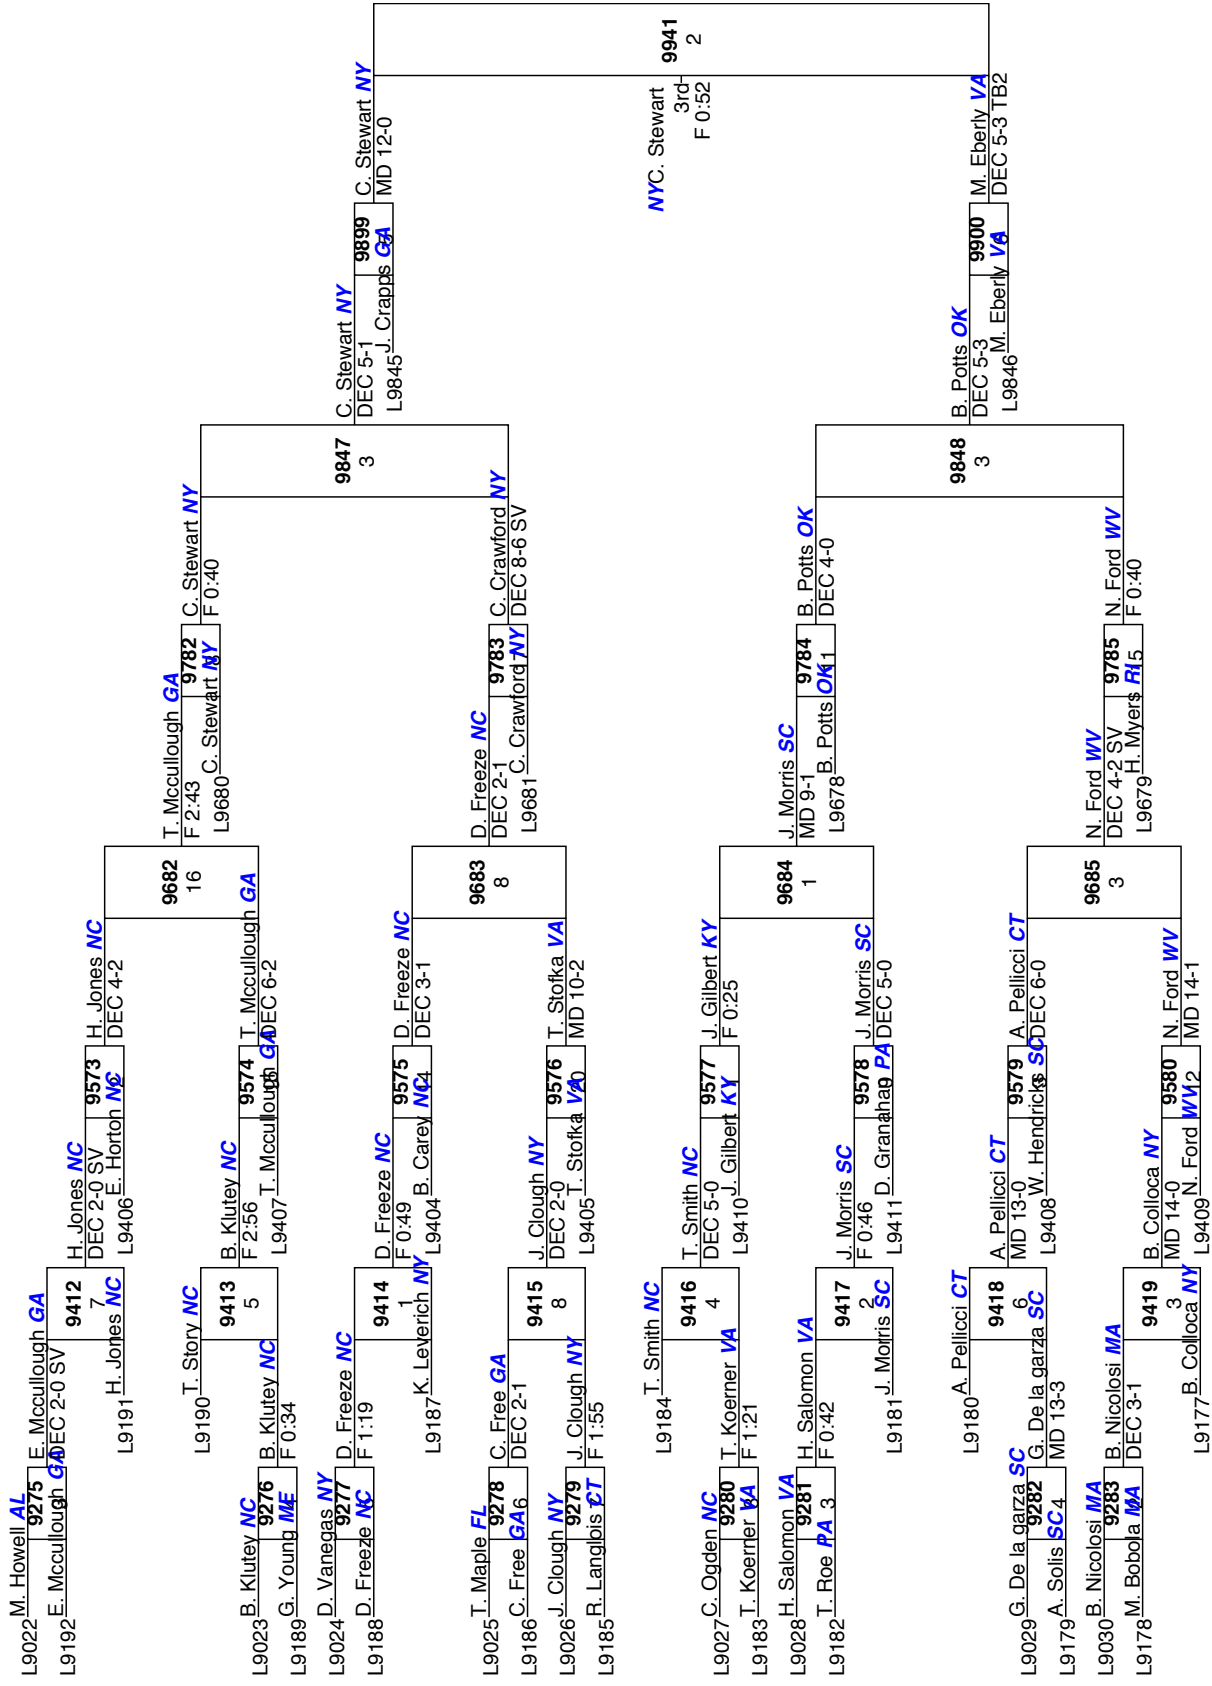 L9022 M. Howell AL
9275
L9192 E. Mccullough GA
E. Mccullough GA
DEC 2-0 SV
9412
7
L9191 H. Jones NC
H. Jones NC
DEC 2-0 SV
9573
L9406 E. Horton NC
H. Jones NC
DEC 4-2
L9190 T. Story NC
9413
5
L9023 B. Klutey NC
9276
L9189 G. Young ME
B. Klutey NC
F 0:34
B. Klutey NC
F 2:56
9574
L9407 T. Mccullough GA
T. Mccullough GA
DEC 6-2
9682
16
T. Mccullough GA
F 2:43
9782
L9680 C. Stewart NY
C. Stewart NY
F 0:40
L9024 D. Vanegas NY
9277
L9188 D. Freeze NC
D. Freeze NC
F 1:19
9414
1
L9187 K. Leverich NY
D. Freeze NC
F 0:49
9575
L9404 B. Carey NC
D. Freeze NC
DEC 3-1
L9025 T. Maple FL
9278
6
L9186 C. Free GA
C. Free GA
DEC 2-1
9415
8
L9026 J. Clough NY
9279
L9185 R. Langlois CT
J. Clough NY
F 1:55
J. Clough NY
DEC 2-0
9576
L9405 T. Stofka VA
T. Stofka VA
MD 10-2
9683
8
D. Freeze NC
DEC 2-1
9783
L9681 C. Crawford NY
C. Crawford NY
DEC 8-6 SV
9847
3
C. Stewart NY
DEC 5-1
9899
L9845 J. Crapps GA
C. Stewart NY
MD 12-0
9941
2
NY C. Stewart
3rd
F 0:52
L9184 T. Smith NC
9416
4
L9027 C. Ogden NC
9280
L9183 T. Koerner VA
T. Koerner VA
F 1:21
T. Smith NC
DEC 5-0
9577
L9410 J. Gilbert KY
J. Gilbert KY
F 0:25
L9028 H. Salomon VA
9281
3
L9182 T. Roe PA
H. Salomon VA
F 0:42
9417
2
L9181 J. Morris SC
J. Morris SC
F 0:46
9578
L9411 D. Granahan PA
J. Morris SC
DEC 5-0
9684
1
J. Morris SC
MD 9-1
9784
11
L9678 B. Potts OK
B. Potts OK
DEC 4-0
L9180 A. Pellicci CT
9418
6
L9029 G. De la garza SC
9282
4
L9179 A. Solis SC
G. De la garza SC
MD 13-3
A. Pellicci CT
MD 13-0
9579
L9408 W. Hendricks SC
A. Pellicci CT
DEC 6-0
L9030 B. Nicolosi MA
9283
L9178 M. Bobola MA
B. Nicolosi MA
DEC 3-1
9419
3
L9177 B. Colloca NY
B. Colloca NY
MD 14-0
9580
12
L9409 N. Ford WV
N. Ford WV
MD 14-1
9685
3
N. Ford WV
DEC 4-2 SV
9785
15
L9679 H. Myers RI
N. Ford WV
F 0:40
9848
3
B. Potts OK
DEC 5-3
9900
L9846 M. Eberly VA
M. Eberly VA
DEC 5-3 TB2